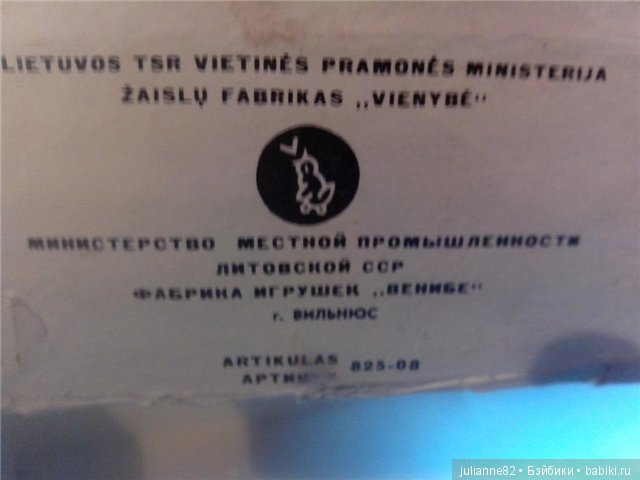 LIETUVOS TSR VIETINĖS PRAMONĖS MINISTERIJA
ŽAISLŲ FABRIKAS „VIENYBĖ“
МИНИСТЕРСТВО МЕСТНОЙ ПРОМЫШЛЕННОСТИ
ЛИТОВСКОЙ ССР
ФАБРИКА ИГРУШЕК „ВЕНИБЕ“
г. ВИЛЬНЮС
ARTIKULAS 825-08
julianne82 • Бэйбики • babiki.ru